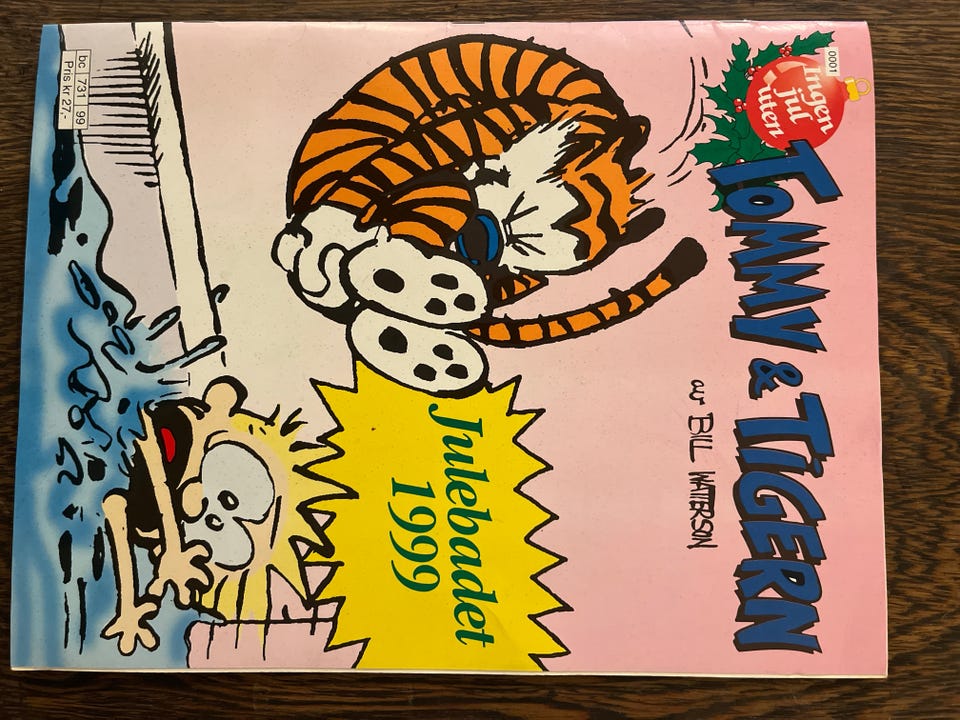 0001
Ingen
jul
uten
TOMMY & TIGERN
av BILL WATTERSON
Julebadet
1999
bc 731 99
Pris kr 27,-